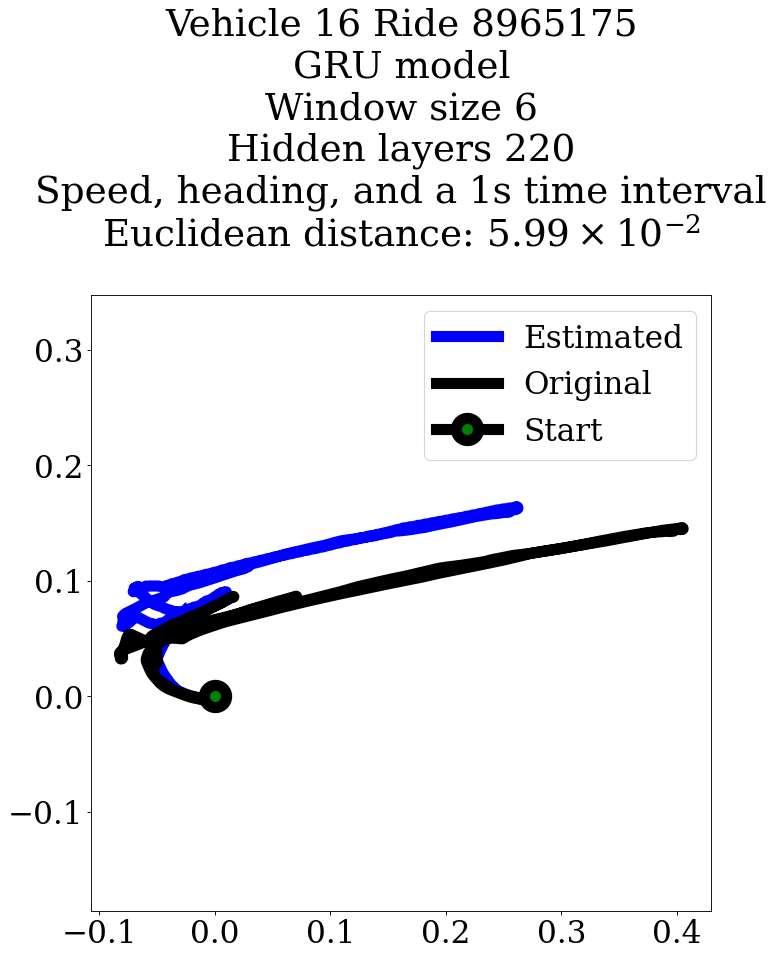 Vehicle 16 Ride 8965175
GRU model
Window size 6
Hidden layers 220
Speed, heading, and a 1s time interval
Euclidean distance: 5.99 × 10⁻²
Estimated
Original
Start
0.3
0.2
0.1
0.0
−0.1
−0.1 0.0 0.1 0.2 0.3 0.4